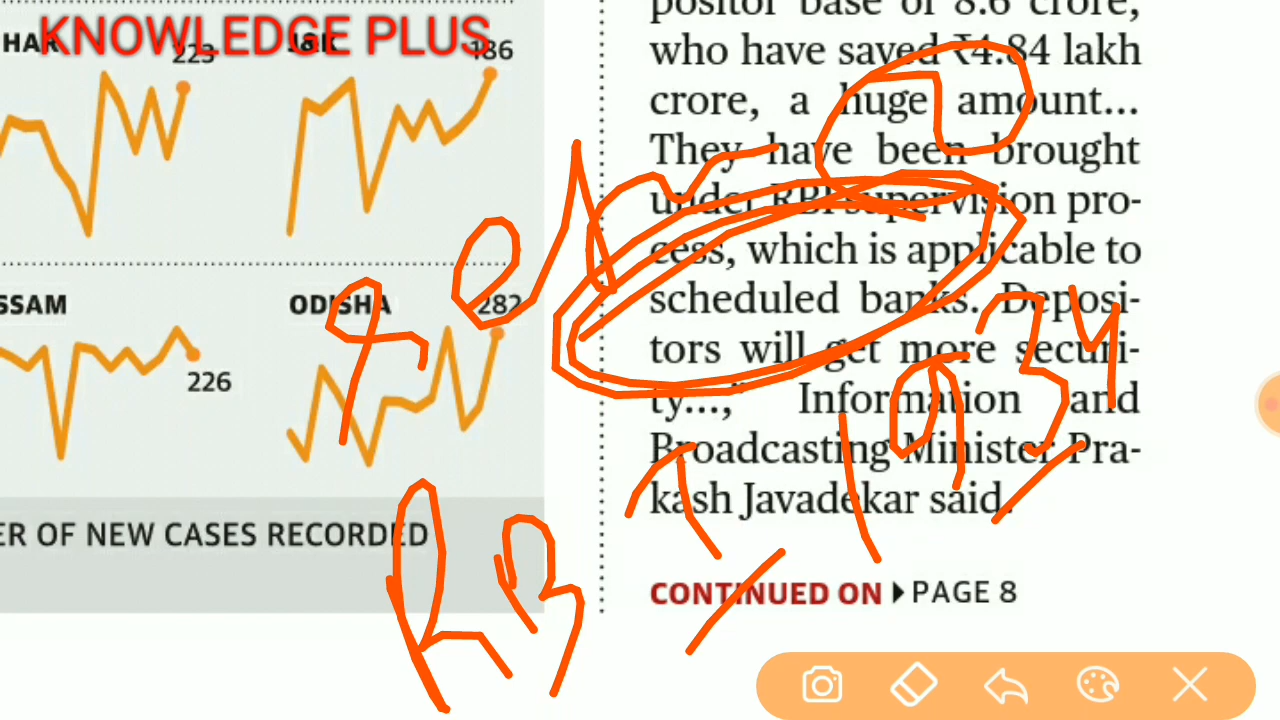 KNOWLEDGE PLUS
HAR
223
J&K
186
SSAM
226
ODISHA
282
ER OF NEW CASES RECORDED
positor base of 8.6 crore,
who have saved ₹4.84 lakh
crore, a huge amount...
They have been brought
under RBI supervision pro-
cess, which is applicable to
scheduled banks. Deposi-
tors will get more securi-
ty...," Information and
Broadcasting Minister Pra-
kash Javadekar said.
CONTINUED ON ▶ PAGE 8
RB
1934